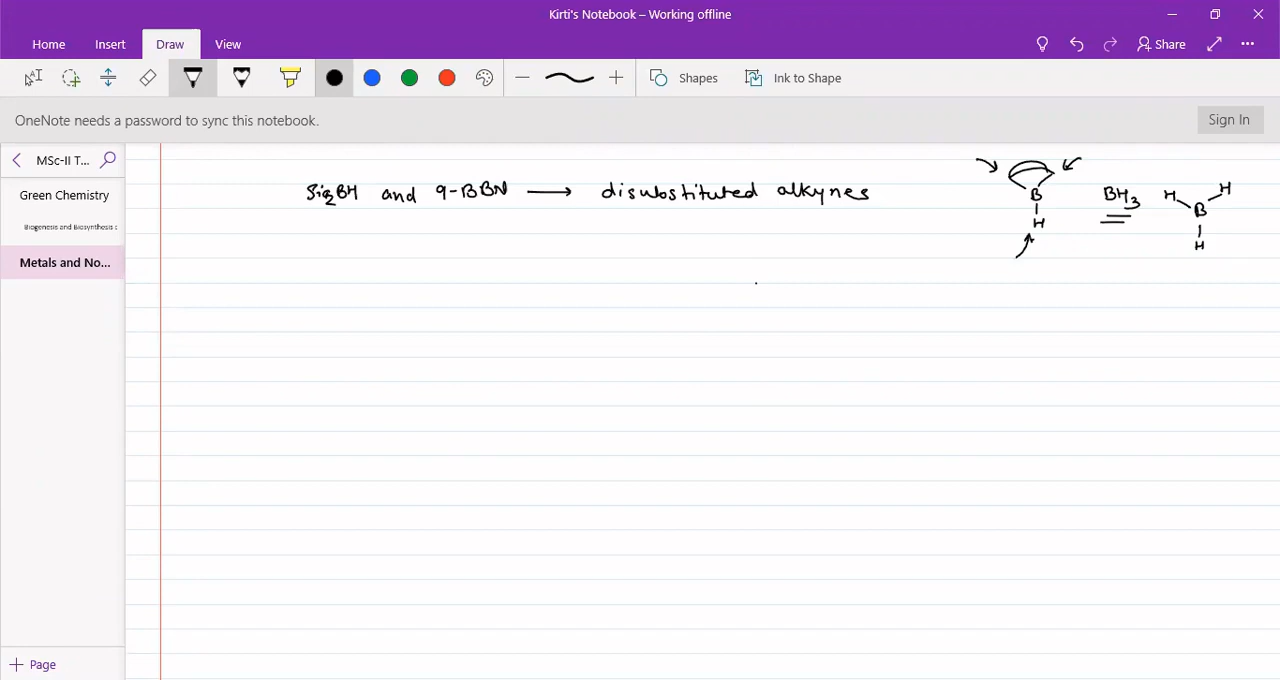 Kirti's Notebook – Working offline
Home Insert Draw View
Share
Shapes Ink to Shape
OneNote needs a password to sync this notebook.
Sign In
MSc-II T...
Green Chemistry
Biogenesis and Biosynthesis
Metals and No...
Sia2BH and 9-BBN ⟶ disubstituted alkynes
B
H
BH3
H H
B
H
+ Page